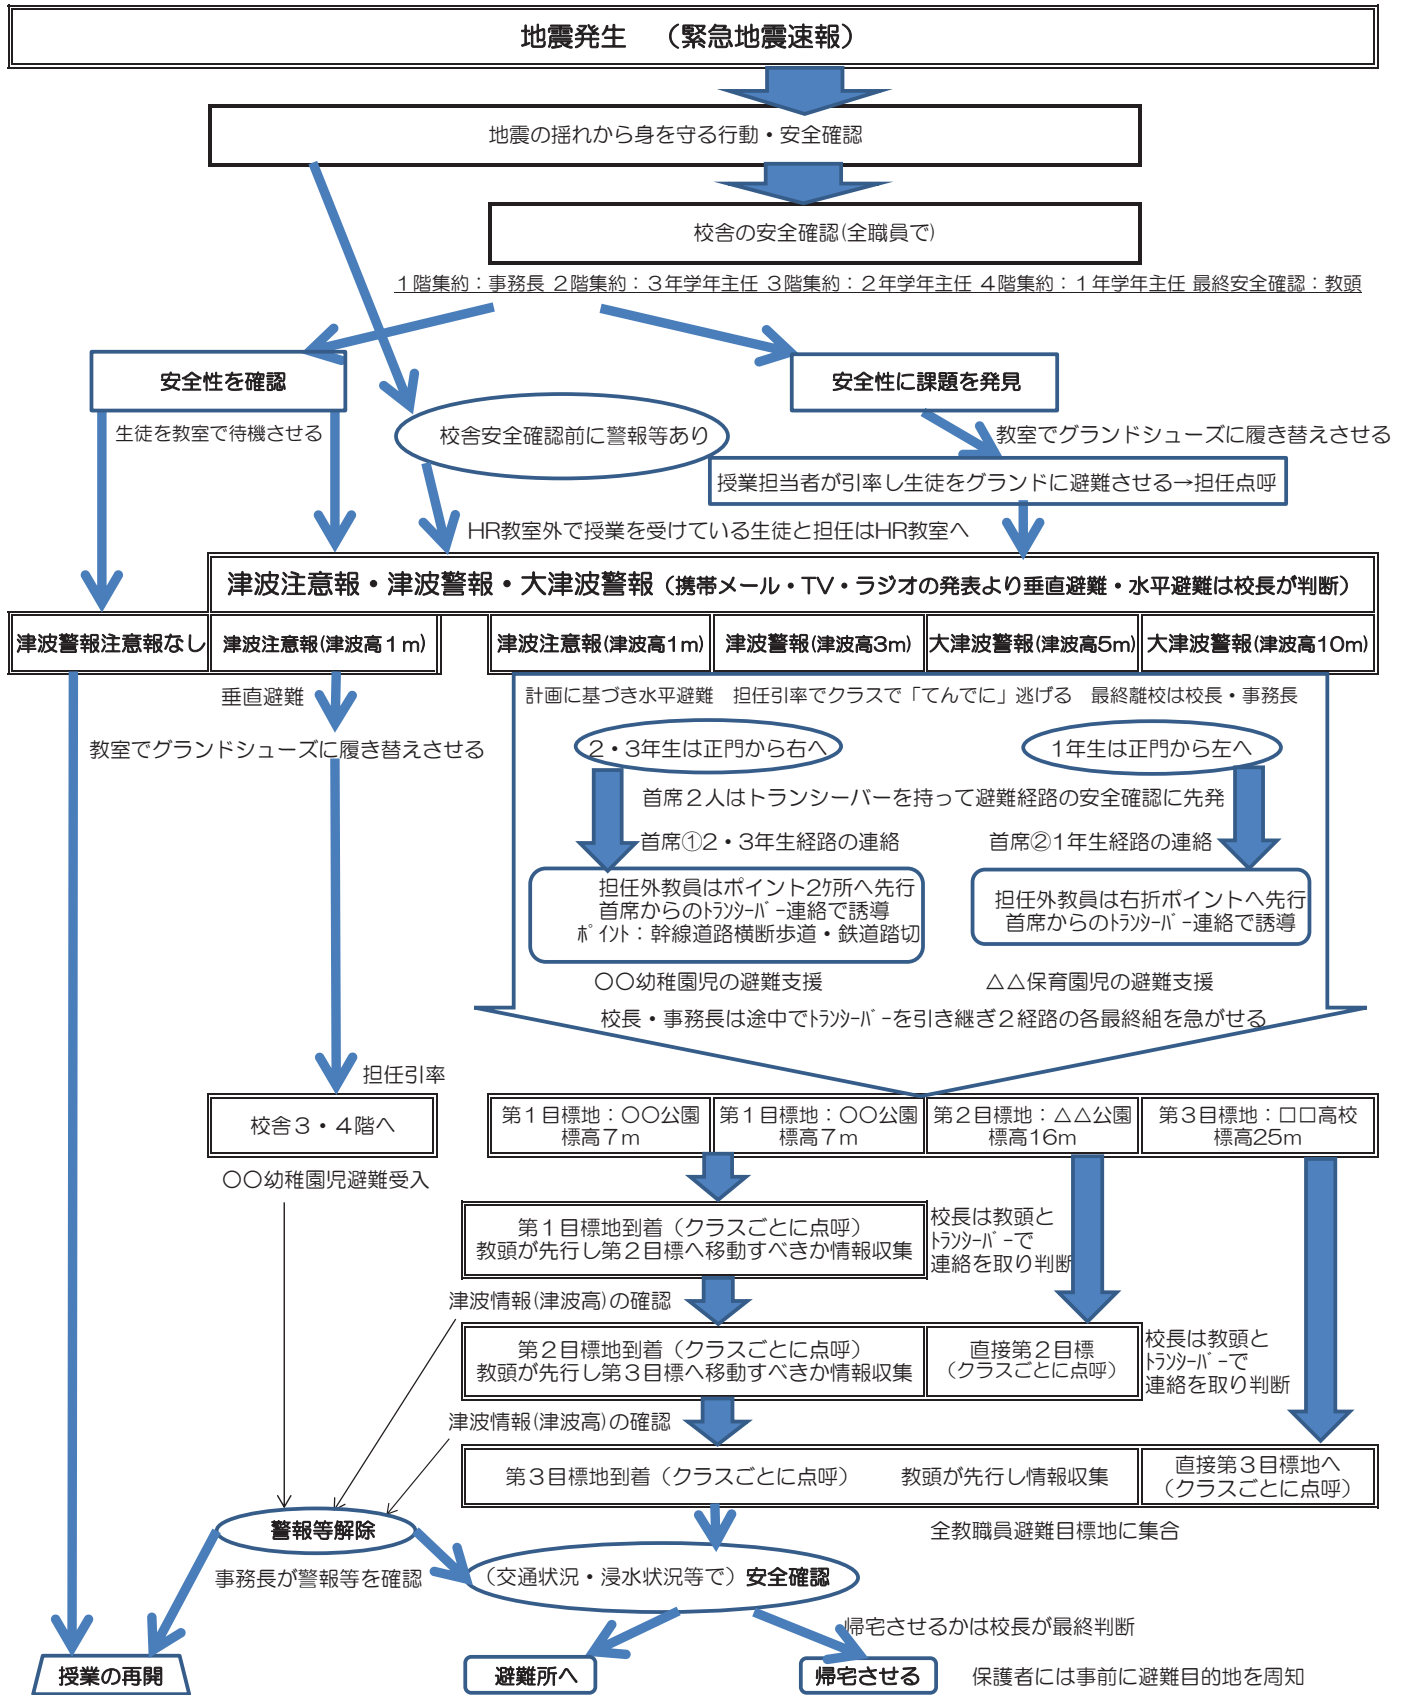 地震発生　（緊急地震速報）
地震の揺れから身を守る行動・安全確認
校舎の安全確認(全職員で)
１階集約：事務長 ２階集約：３年学年主任 ３階集約：２年学年主任 ４階集約：１年学年主任 最終安全確認：教頭
安全性を確認
安全性に課題を発見
生徒を教室で待機させる
校舎安全確認前に警報等あり
教室でグランドシューズに履き替えさせる
授業担当者が引率し生徒をグランドに避難させる→担任点呼
HR教室外で授業を受けている生徒と担任はHR教室へ
津波注意報・津波警報・大津波警報（携帯メール・TV・ラジオの発表より垂直避難・水平避難は校長が判断）
津波警報注意報なし
津波注意報(津波高１m)
津波注意報(津波高1m)
津波警報(津波高3m)
大津波警報(津波高5m)
大津波警報(津波高10m)
垂直避難
計画に基づき水平避難　担任引率でクラスで「てんでに」逃げる　最終離校は校長・事務長
教室でグランドシューズに履き替えさせる
２・３年生は正門から右へ
１年生は正門から左へ
首席２人はトランシーバーを持って避難経路の安全確認に先発
首席①２・３年生経路の連絡
首席②１年生経路の連絡
担任外教員はポイント2ｹ所へ先行
首席からのﾄﾗﾝｼｰﾊﾞｰ連絡で誘導
ﾎﾟｲﾝﾄ：幹線道路横断歩道・鉄道踏切
担任外教員は右折ポイントへ先行
首席からのﾄﾗﾝｼｰﾊﾞｰ連絡で誘導
〇〇幼稚園児の避難支援
△△保育園児の避難支援
校長・事務長は途中でﾄﾗﾝｼｰﾊﾞｰを引き継ぎ２経路の各最終組を急がせる
担任引率
校舎３・４階へ
第１目標地：〇〇公園
標高７m
第１目標地：〇〇公園
標高７m
第２目標地：△△公園
標高16m
第３目標地：□□高校
標高25m
〇〇幼稚園児避難受入
第１目標地到着（クラスごとに点呼）
教頭が先行し第２目標へ移動すべきか情報収集
校長は教頭と
ﾄﾗﾝｼｰﾊﾞｰで
連絡を取り判断
津波情報(津波高)の確認
第２目標地到着（クラスごとに点呼）
教頭が先行し第３目標へ移動すべきか情報収集
直接第２目標
（クラスごとに点呼）
校長は教頭と
ﾄﾗﾝｼｰﾊﾞｰで
連絡を取り判断
津波情報(津波高)の確認
第３目標地到着（クラスごとに点呼）　　教頭が先行し情報収集
直接第３目標地へ
（クラスごとに点呼）
警報等解除
全教職員避難目標地に集合
事務長が警報等を確認
（交通状況・浸水状況等で）安全確認
帰宅させるかは校長が最終判断
授業の再開
避難所へ
帰宅させる
保護者には事前に避難目的地を周知